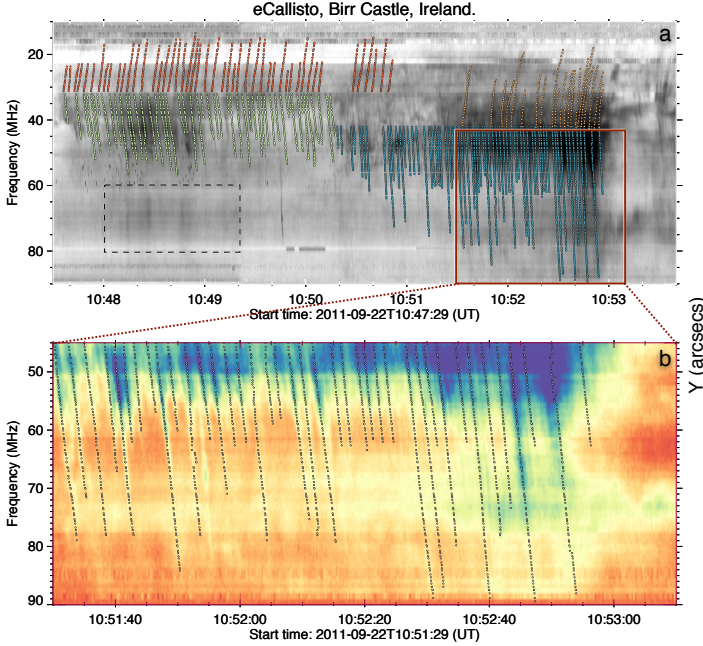 eCallisto, Birr Castle, Ireland.
a
20
40
60
80
Frequency (MHz)
10:48 10:49 10:50 10:51 10:52 10:53
Start time: 2011-09-22T10:47:29 (UT)
Y (arcsecs)
b
50
60
70
80
90
Frequency (MHz)
10:51:40 10:52:00 10:52:20 10:52:40 10:53:00
Start time: 2011-09-22T10:51:29 (UT)